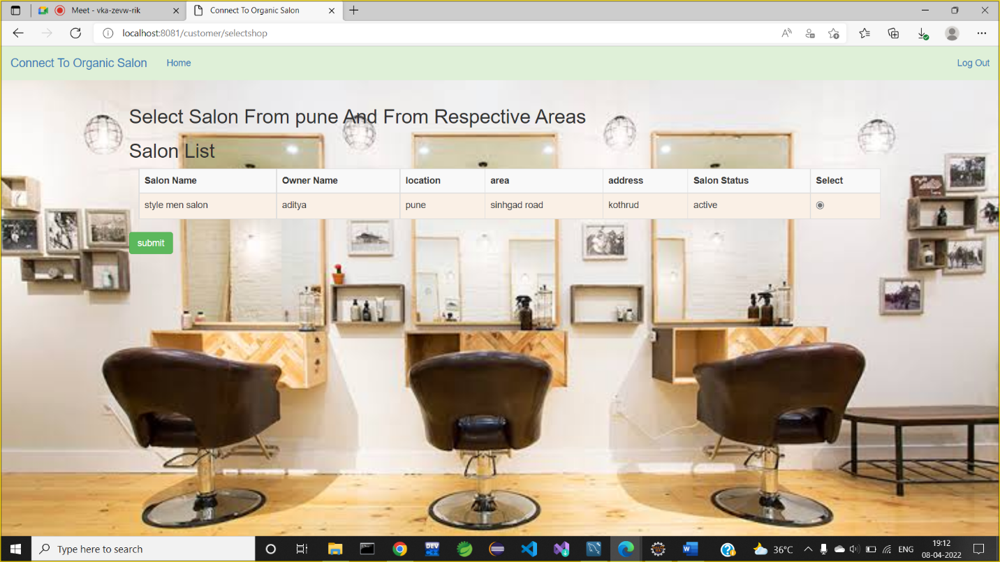 Meet - vka-zevw-rik
Connect To Organic Salon
localhost:8081/customer/selectshop
Connect To Organic Salon Home Log Out
Select Salon From pune And From Respective Areas
Salon List
Salon Name Owner Name location area address Salon Status Select
style men salon aditya pune sinhgad road kothrud active
submit
Type here to search
DEV
36°C
ENG
19:12
08-04-2022